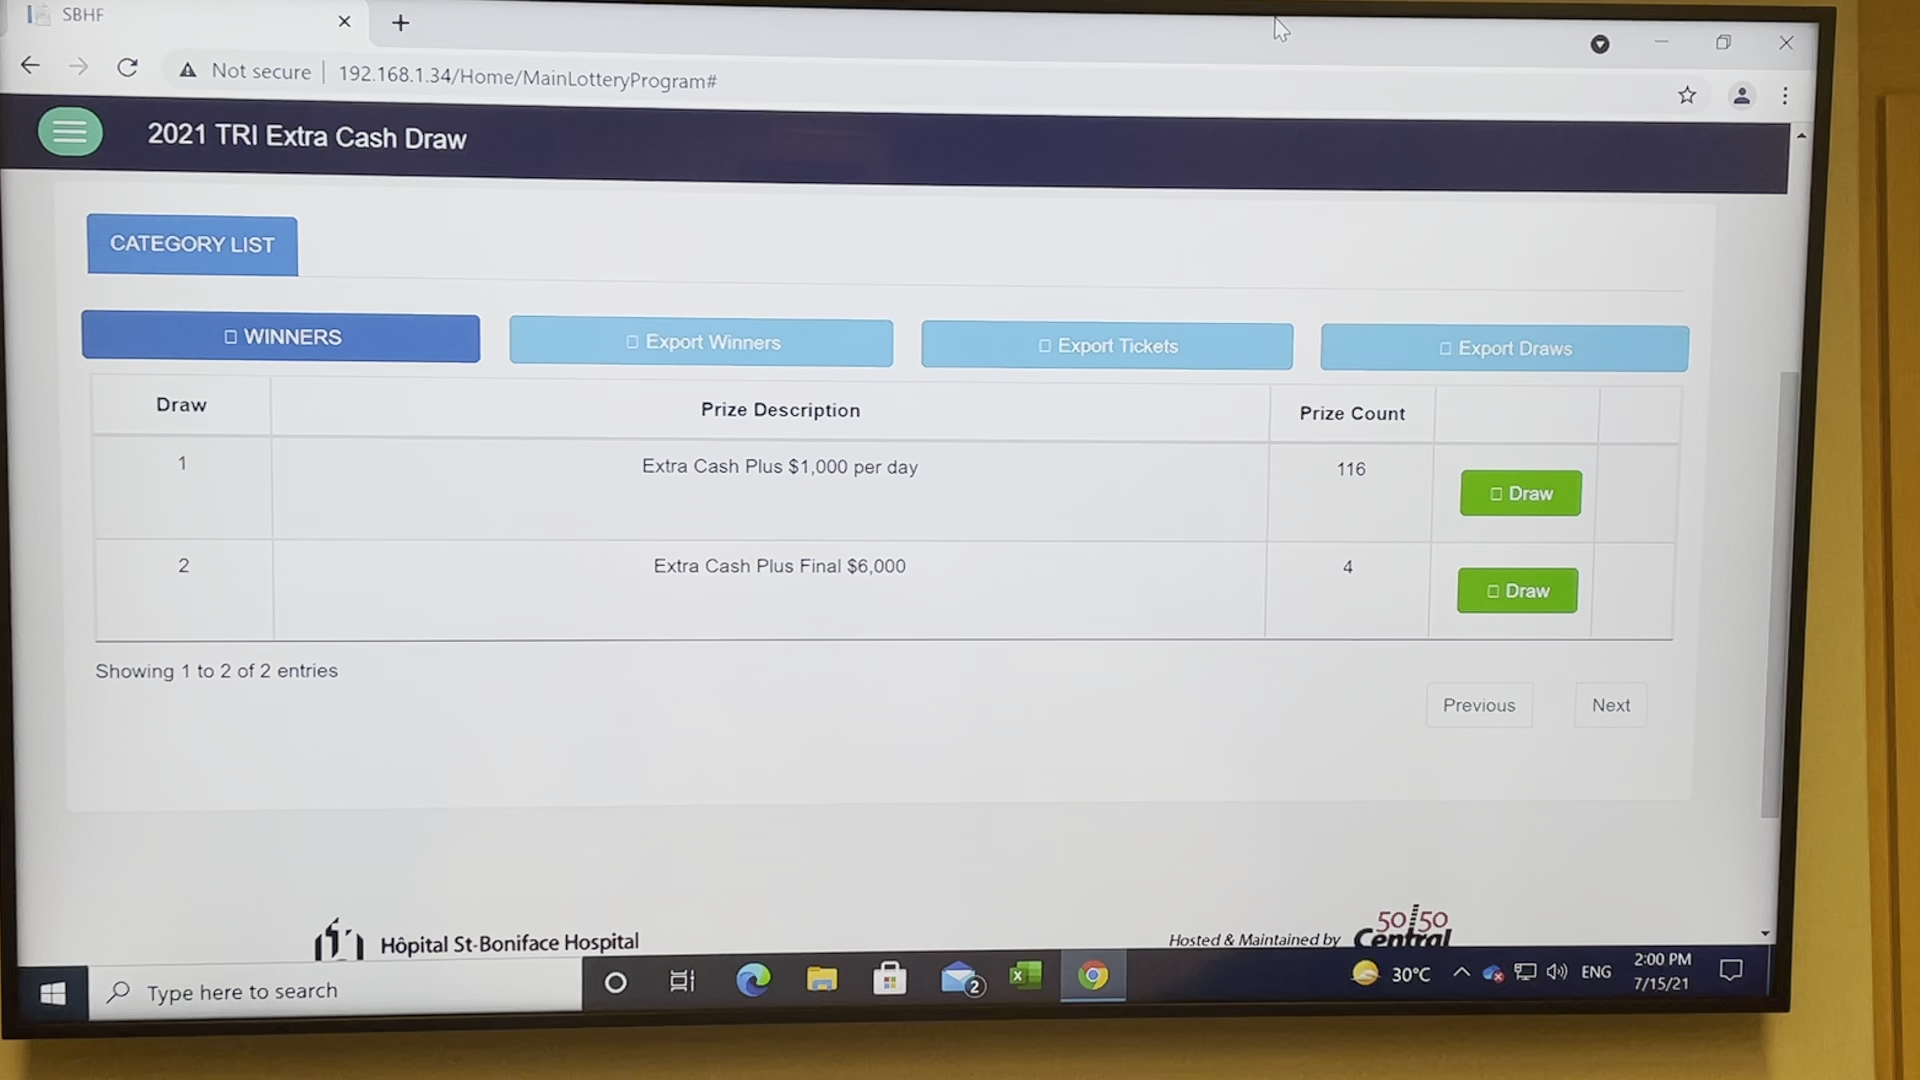 SBHF
Not secure 192.168.1.34/Home/MainLotteryProgram#
2021 TRI Extra Cash Draw
CATEGORY LIST
WINNERS Export Winners Export Tickets Export Draws
Draw Prize Description Prize Count
1 Extra Cash Plus $1,000 per day 116 Draw
2 Extra Cash Plus Final $6,000 4 Draw
Showing 1 to 2 of 2 entries
Previous Next
Hôpital St-Boniface Hospital
Hosted & Maintained by 50/50 Central
Type here to search
2
30°C ENG 2:00 PM
7/15/21